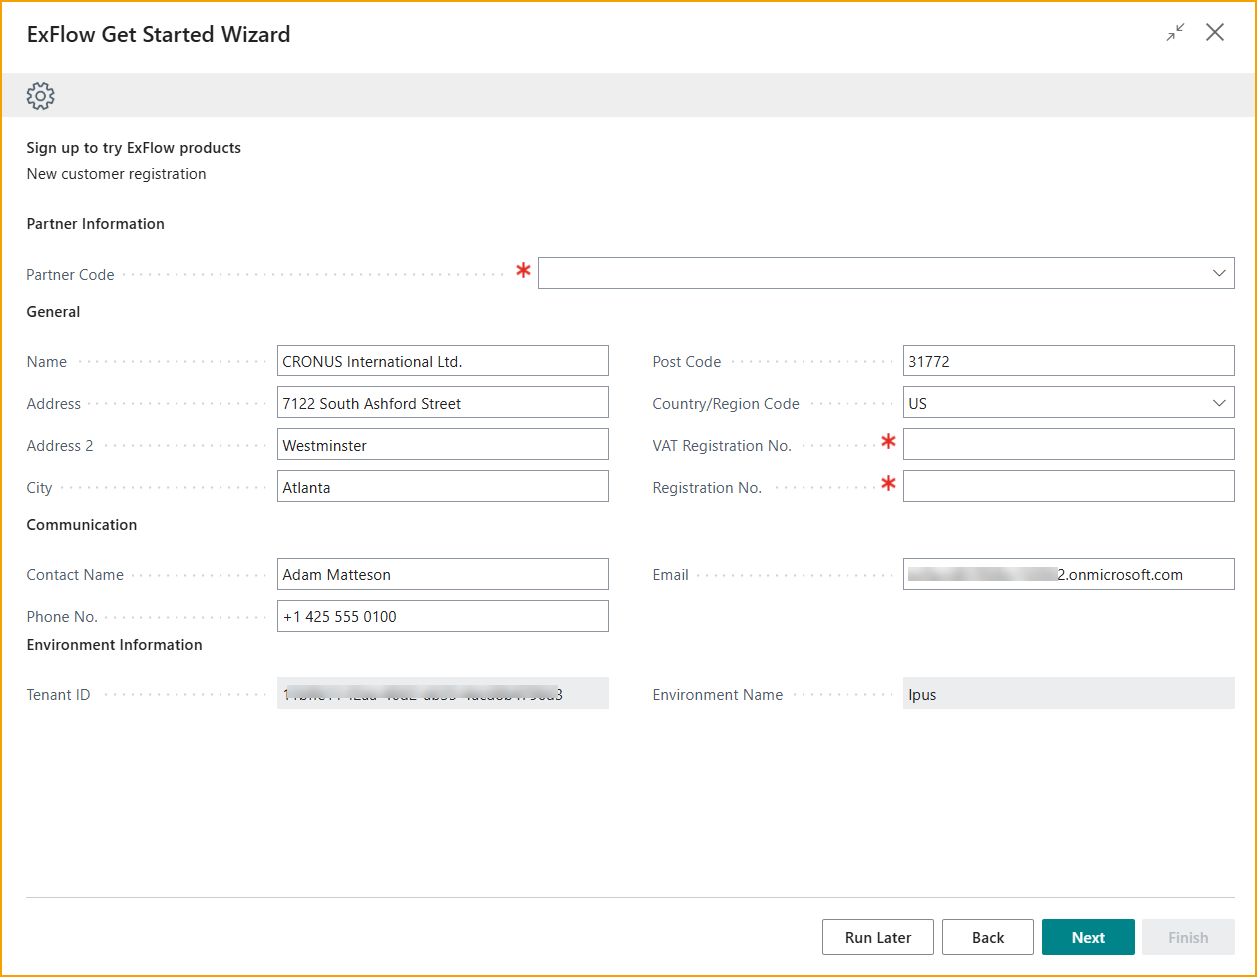 ExFlow Get Started Wizard
Sign up to try ExFlow products
New customer registration
Partner Information
Partner Code *
General
Name CRONUS International Ltd.
Post Code 31772
Address 7122 South Ashford Street
Country/Region Code US
Address 2 Westminster
VAT Registration No. *
City Atlanta
Registration No. *
Communication
Contact Name Adam Matteson
Email 2.onmicrosoft.com
Phone No. +1 425 555 0100
Environment Information
Tenant ID
Environment Name lpus
Run Later Back Next Finish